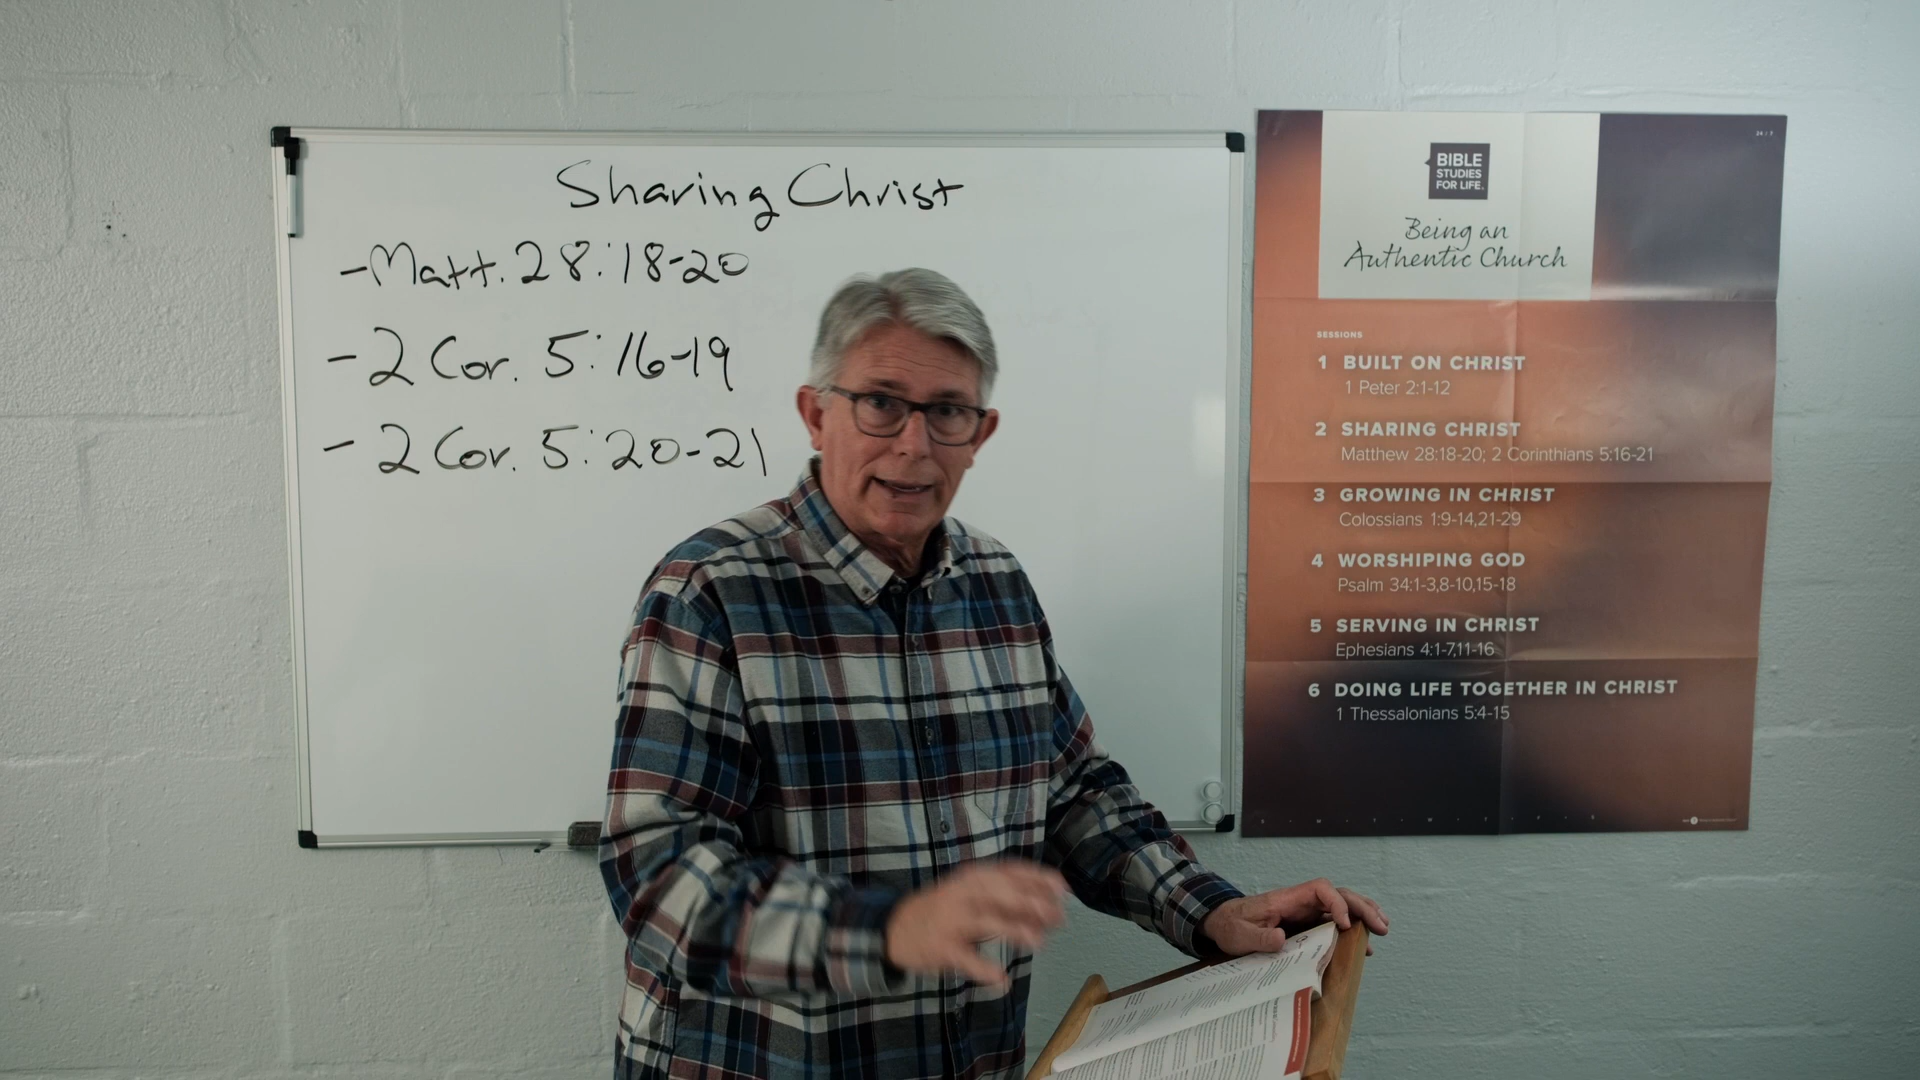 Sharing Christ
- Matt. 28:18-20
- 2 Cor. 5:16-19
- 2 Cor. 5:20-21
24 / 7
BIBLE
STUDIES
FOR LIFE.
Being an
Authentic Church
SESSIONS
1 BUILT ON CHRIST
1 Peter 2:1-12
2 SHARING CHRIST
Matthew 28:18-20; 2 Corinthians 5:16-21
3 GROWING IN CHRIST
Colossians 1:9-14,21-29
4 WORSHIPING GOD
Psalm 34:1-3,8-10,15-18
5 SERVING IN CHRIST
Ephesians 4:1-7,11-16
6 DOING LIFE TOGETHER IN CHRIST
1 Thessalonians 5:4-15